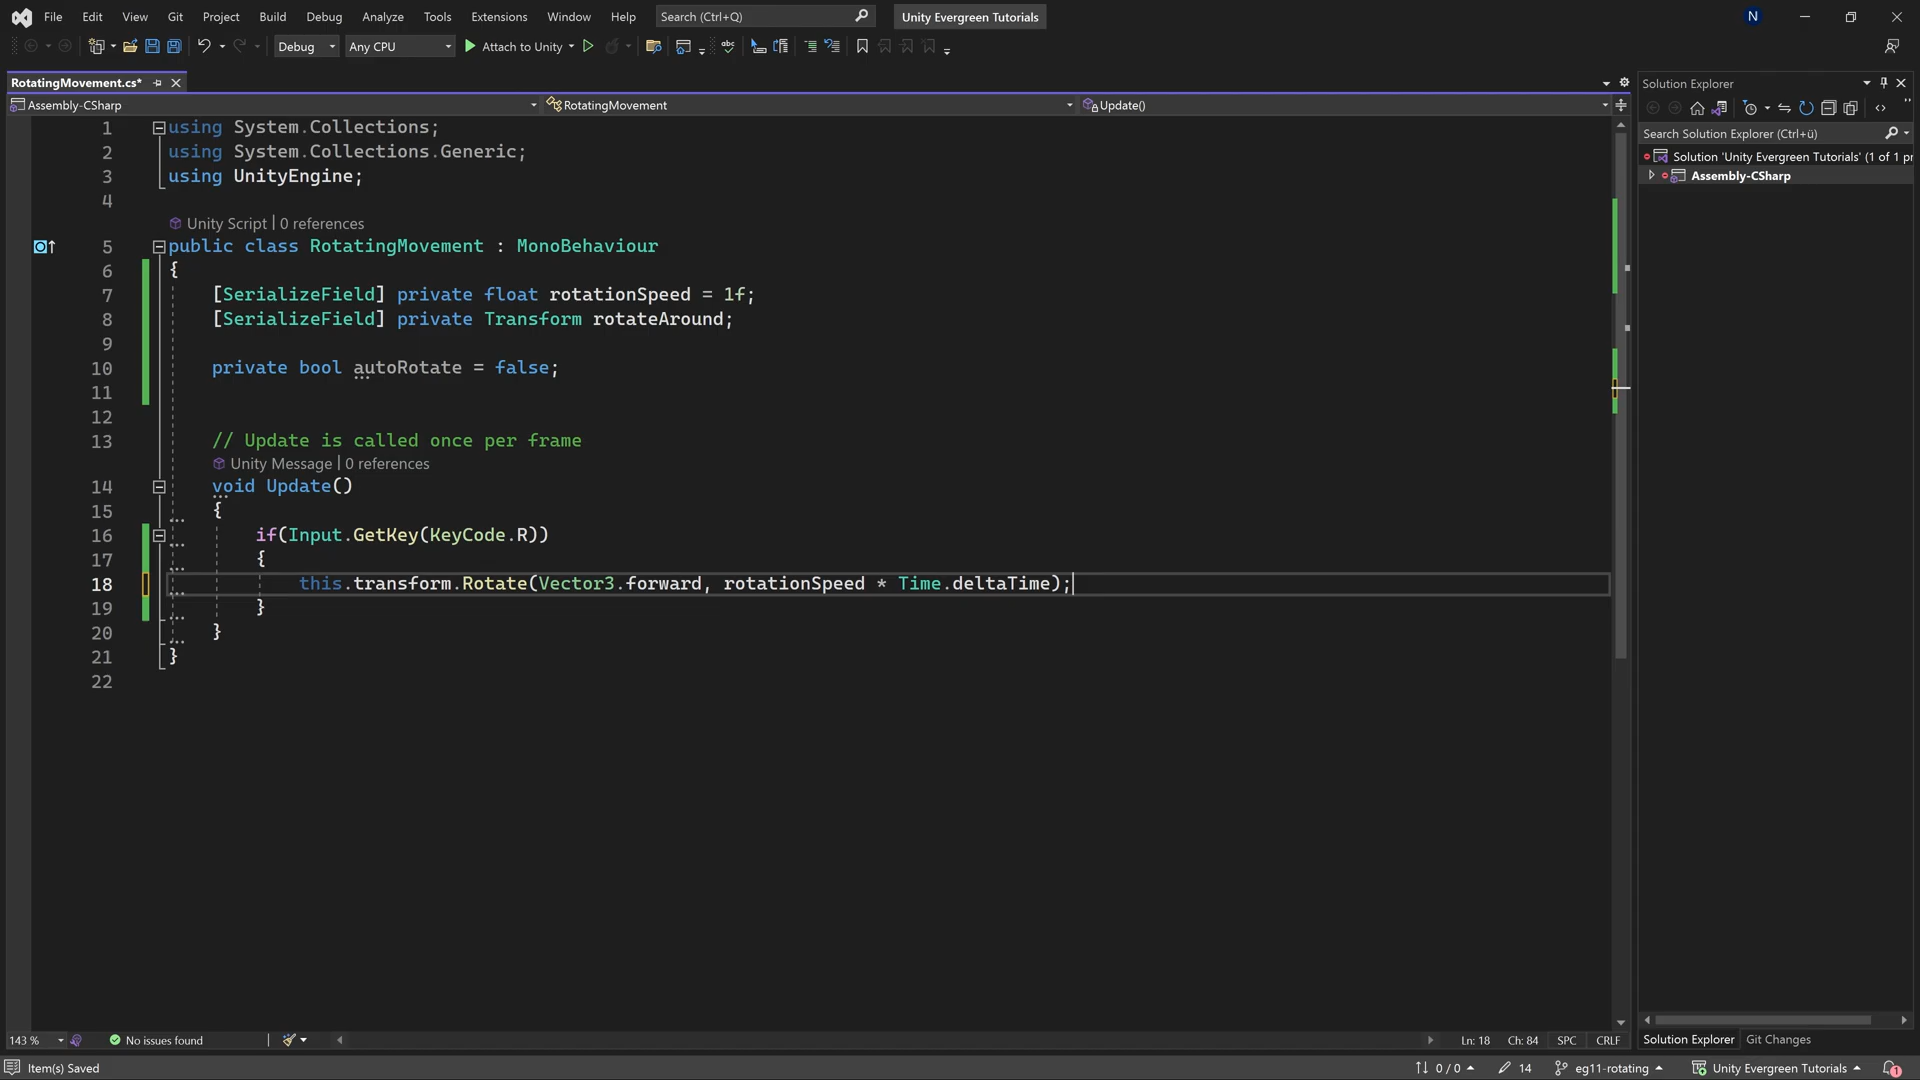 File Edit View Git Project Build Debug Test Analyze Tools Extensions Window Help Search (Ctrl+Q) Unity Evergreen Tutorials N
Debug Any CPU Attach to Unity
RotatingMovement.cs*
Assembly-CSharp RotatingMovement Update()
1 using System.Collections;
2 using System.Collections.Generic;
3 using UnityEngine;
4
Unity Script | 0 references
5 public class RotatingMovement : MonoBehaviour
6 {
7 [SerializeField] private float rotationSpeed = 1f;
8 [SerializeField] private Transform rotateAround;
9
10 private bool autoRotate = false;
11
12
13 // Update is called once per frame
Unity Message | 0 references
14 void Update()
15 {
16 if(Input.GetKey(KeyCode.R))
17 {
18 this.transform.Rotate(Vector3.forward, rotationSpeed * Time.deltaTime);
19 }
20 }
21 }
22
Solution Explorer
Search Solution Explorer (Ctrl+ü)
Solution 'Unity Evergreen Tutorials' (1 of 1 pr
Assembly-CSharp
143 % No issues found Ln: 18 Ch: 84 SPC CRLF
Solution Explorer Git Changes
Item(s) Saved 0 / 0 14 eg11-rotating Unity Evergreen Tutorials 1